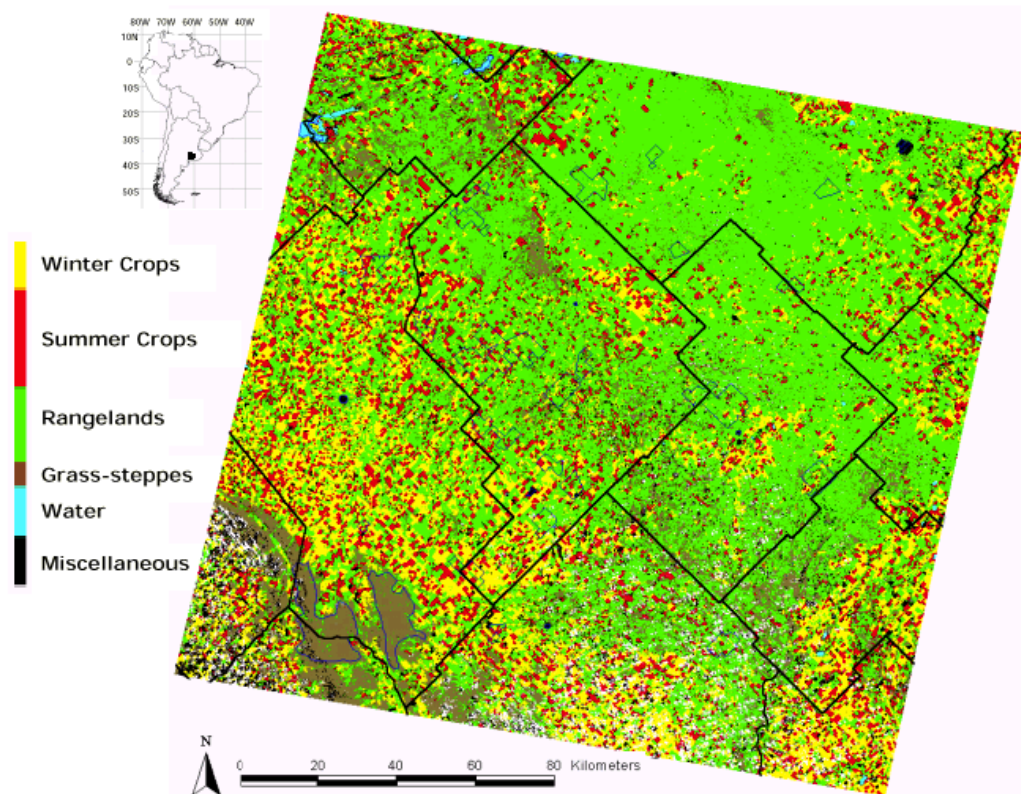 80W 70W 60W 50W 40W
10N
0
10S
20S
30S
40S
50S
Winter Crops
Summer Crops
Rangelands
Grass-steppes
Water
Miscellaneous
N
0 20 40 60 80 Kilometers